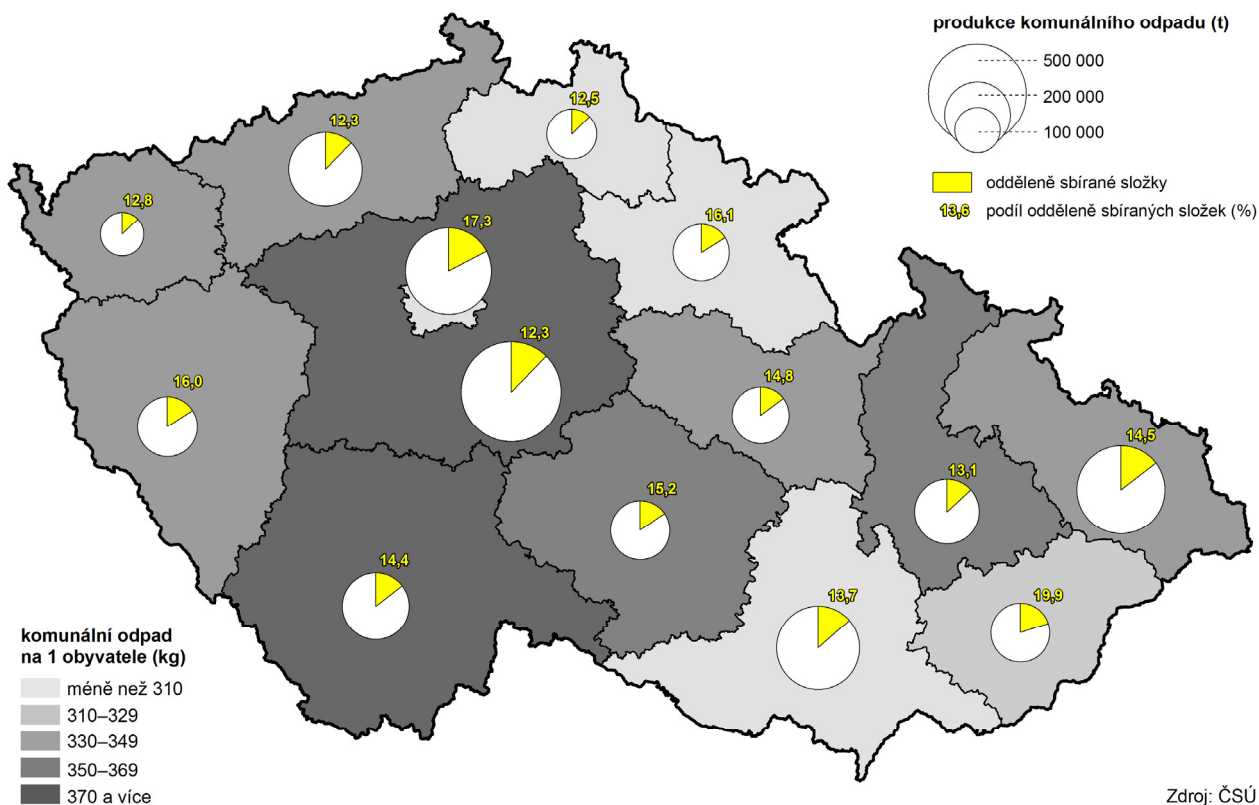 produkce komunálního odpadu (t)
500 000
200 000
100 000
odděleně sbírané složky
13,6 podíl odděleně sbíraných složek (%)
12,5
12,3
12,8
17,3
16,1
16,0
12,3
14,8
14,5
13,1
15,2
14,4
13,7
19,9
komunální odpad
na 1 obyvatele (kg)
méně než 310
310–329
330–349
350–369
370 a více
Zdroj: ČSÚ